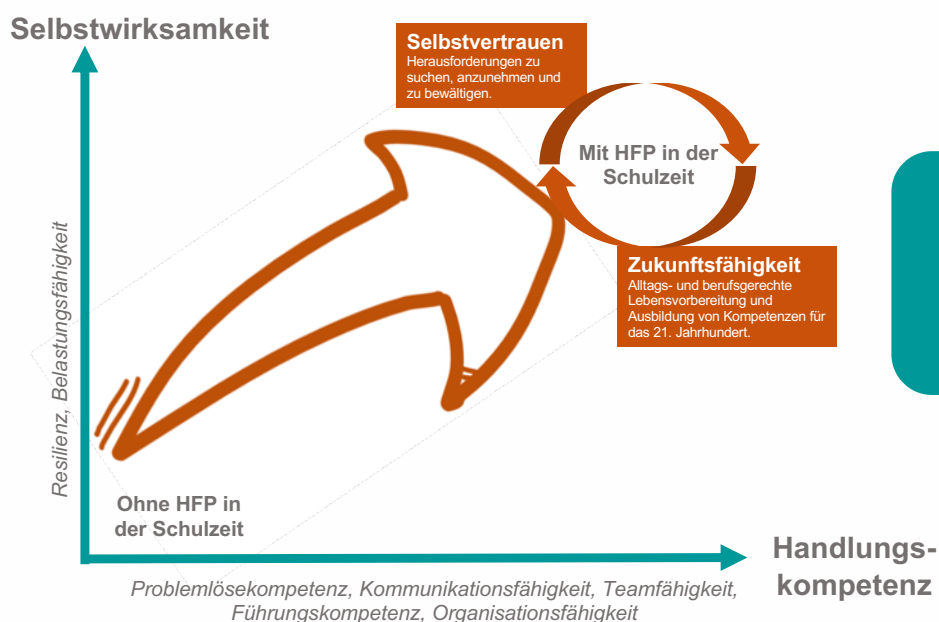 Selbstwirksamkeit
Selbstvertrauen
Herausforderungen zu
suchen, anzunehmen und
zu bewältigen.
Mit HFP in der
Schulzeit
Zukunftsfähigkeit
Alltags- und berufsgerechte
Lebensvorbereitung und
Ausbildung von Kompetenzen für
das 21. Jahrhundert.
Resilienz, Belastungsfähigkeit
Ohne HFP in
der Schulzeit
Handlungs-
kompetenz
Problemlösekompetenz, Kommunikationsfähigkeit, Teamfähigkeit,
Führungskompetenz, Organisationsfähigkeit